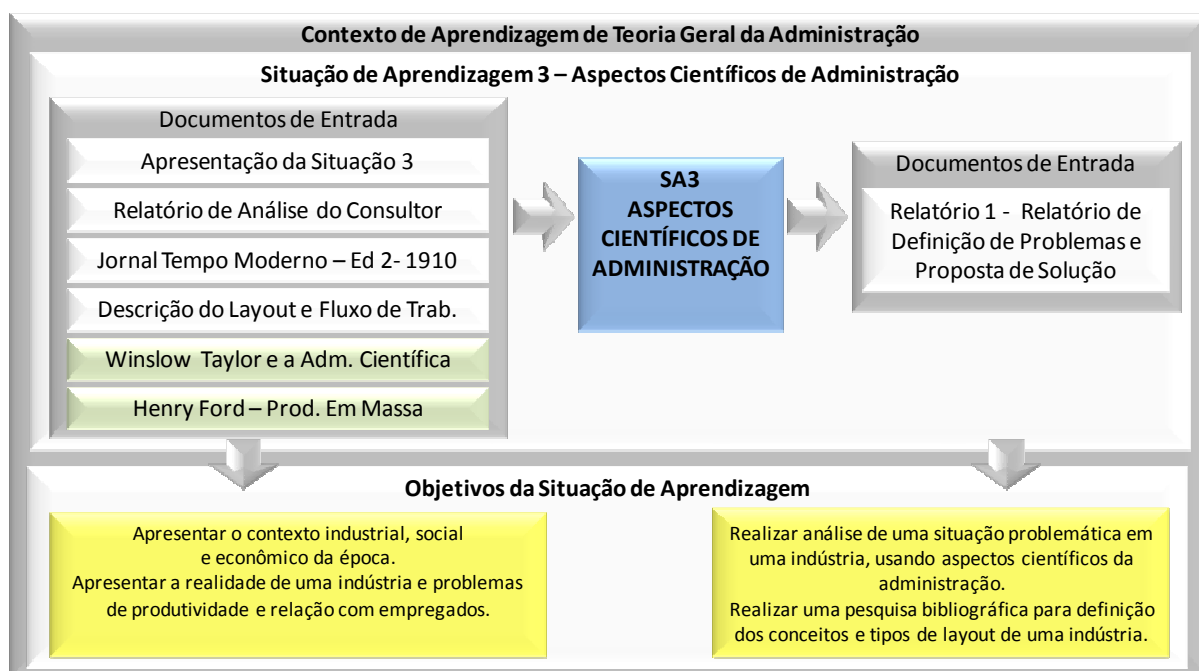 Contexto de Aprendizagem de Teoria Geral da Administração
Situação de Aprendizagem 3 – Aspectos Científicos de Administração
Documentos de Entrada
Apresentação da Situação 3
Relatório de Análise do Consultor
Jornal Tempo Moderno – Ed 2- 1910
Descrição do Layout e Fluxo de Trab.
Winslow Taylor e a Adm. Científica
Henry Ford – Prod. Em Massa
SA3
ASPECTOS
CIENTÍFICOS DE
ADMINISTRAÇÃO
Documentos de Entrada
Relatório 1 - Relatório de
Definição de Problemas e
Proposta de Solução
Objetivos da Situação de Aprendizagem
Apresentar o contexto industrial, social
e econômico da época.
Apresentar a realidade de uma indústria e problemas
de produtividade e relação com empregados.
Realizar análise de uma situação problemática em
uma indústria, usando aspectos científicos da
administração.
Realizar uma pesquisa bibliográfica para definição
dos conceitos e tipos de layout de uma indústria.